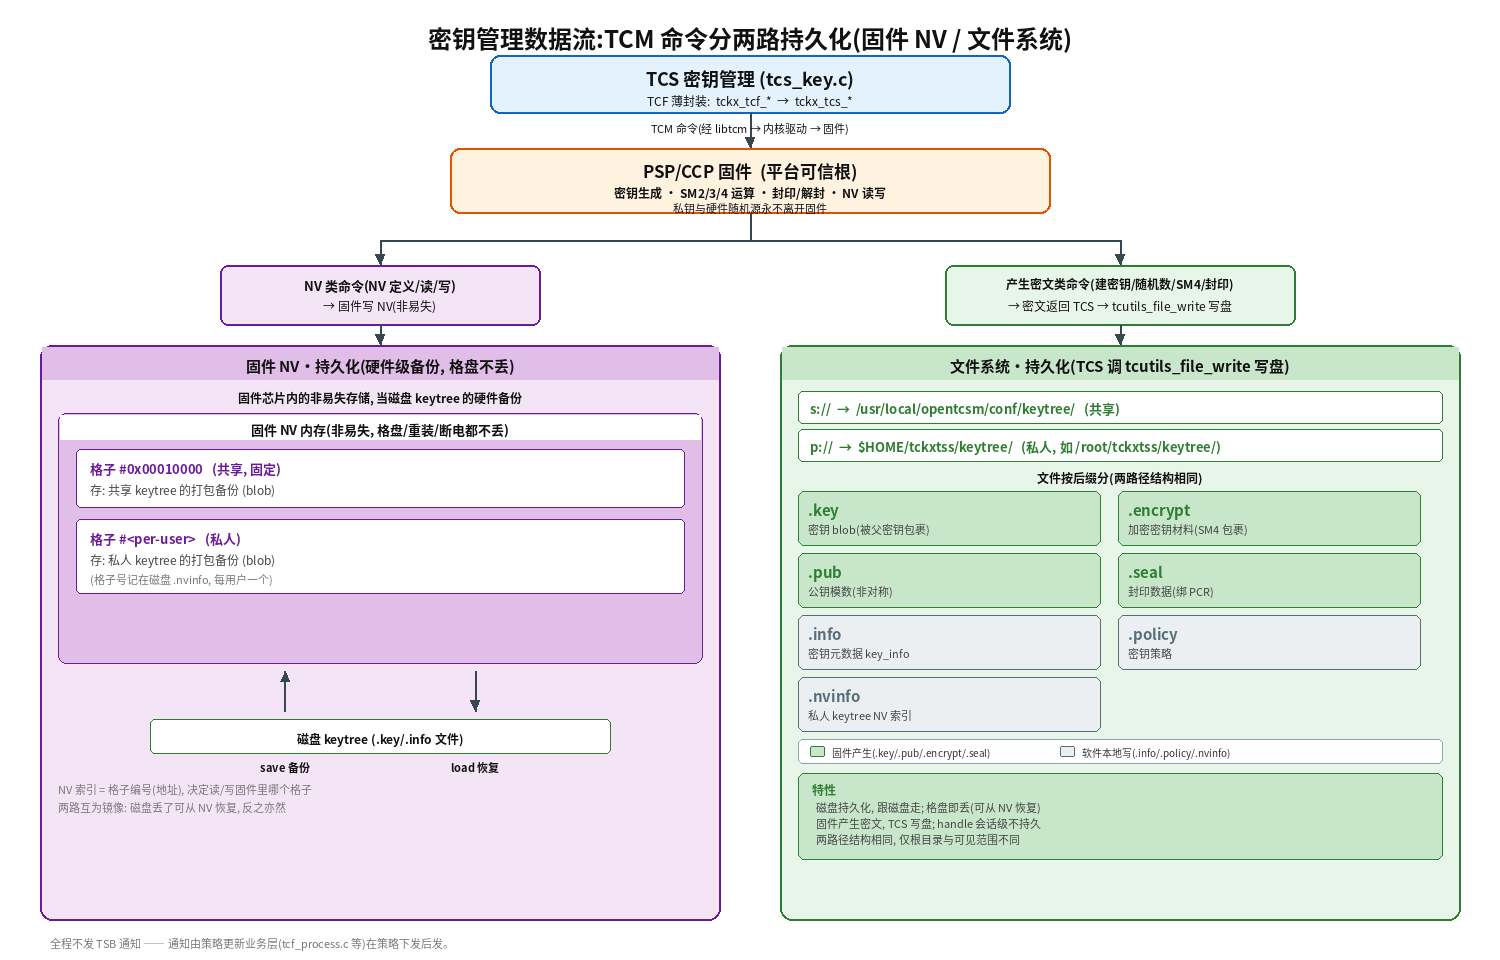 密钥管理数据流:TCM 命令分两路持久化(固件 NV / 文件系统)
TCS 密钥管理 (tcs_key.c)
TCF 薄封装: tckx_tcf_* → tckx_tcs_*
TCM 命令(经 libtcm → 内核驱动 → 固件)
PSP/CCP 固件 (平台可信根)
密钥生成 · SM2/3/4 运算 · 封印/解封 · NV 读写
私钥与硬件随机源永不离开固件
NV 类命令(NV 定义/读/写)
→ 固件写 NV(非易失)
产生密文类命令(建密钥/随机数/SM4/封印)
→ 密文返回 TCS → tcutils_file_write 写盘
固件 NV · 持久化(硬件级备份, 格盘不丢)
固件芯片内的非易失存储, 当磁盘 keytree 的硬件备份
固件 NV 内存(非易失, 格盘/重装/断电都不丢)
格子 #0x00010000 (共享, 固定)
存: 共享 keytree 的打包备份 (blob)
格子 #<per-user> (私人)
存: 私人 keytree 的打包备份 (blob)
(格子号记在磁盘 .nvinfo, 每用户一个)
磁盘 keytree (.key/.info 文件)
save 备份
load 恢复
NV 索引 = 格子编号(地址), 决定读/写固件里哪个格子
两路互为镜像: 磁盘丢了可从 NV 恢复, 反之亦然
文件系统 · 持久化(TCS 调 tcutils_file_write 写盘)
s:// → /usr/local/opentcsm/conf/keytree/ (共享)
p:// → $HOME/tckxtss/keytree/ (私人, 如 /root/tckxtss/keytree/)
文件按后缀分(两路径结构相同)
.key
密钥 blob(被父密钥包裹)
.encrypt
加密密钥材料(SM4 包裹)
.pub
公钥模数(非对称)
.seal
封印数据(绑 PCR)
.info
密钥元数据 key_info
.policy
密钥策略
.nvinfo
私人 keytree NV 索引
固件产生(.key/.pub/.encrypt/.seal)
软件本地写(.info/.policy/.nvinfo)
特性
磁盘持久化, 跟磁盘走; 格盘即丢(可从 NV 恢复)
固件产生密文, TCS 写盘; handle 会话级不持久
两路径结构相同, 仅根目录与可见范围不同
全程不发 TSB 通知 —— 通知由策略更新业务层(tcf_process.c 等)在策略下发后发。